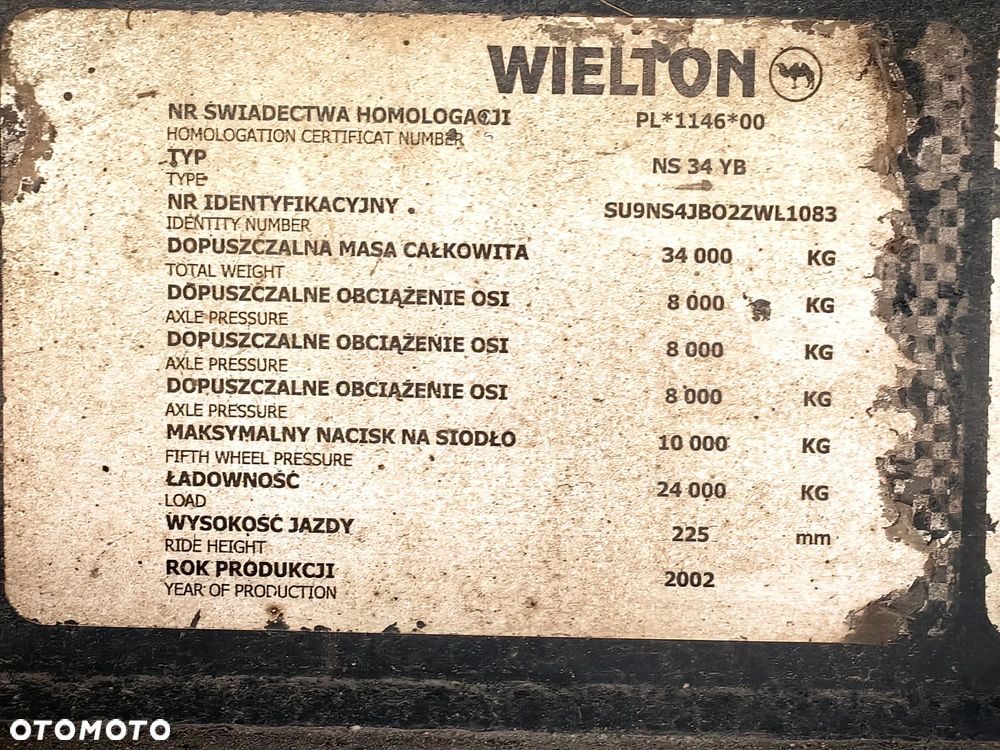 WIELTON
NR SWIADECTWA HOMOLOGACJI PL*1146*00
HOMOLOGATION CERTIFICAT NUMBER
TYP NS 34 YB
TYPE
NR IDENTYFIKACYJNY SU9NS4JBO2ZWL1083
IDENTITY NUMBER
DOPUSZCZALNA MASA CAŁKOWITA 34 000 KG
TOTAL WEIGHT
DOPUSZCZALNE OBCIĄŻENIE OSI 8 000 KG
AXLE PRESSURE
DOPUSZCZALNE OBCIĄŻENIE OSI 8 000 KG
AXLE PRESSURE
DOPUSZCZALNE OBCIĄŻENIE OSI 8 000 KG
AXLE PRESSURE
MAKSYMALNY NACISK NA SIODŁO 10 000 KG
FIFTH WHEEL PRESSURE
ŁADOWNOŚĆ 24 000 KG
LOAD
WYSOKOŚĆ JAZDY 225 mm
RIDE HEIGHT
ROK PRODUKCJI 2002
YEAR OF PRODUCTION
OTOMOTO